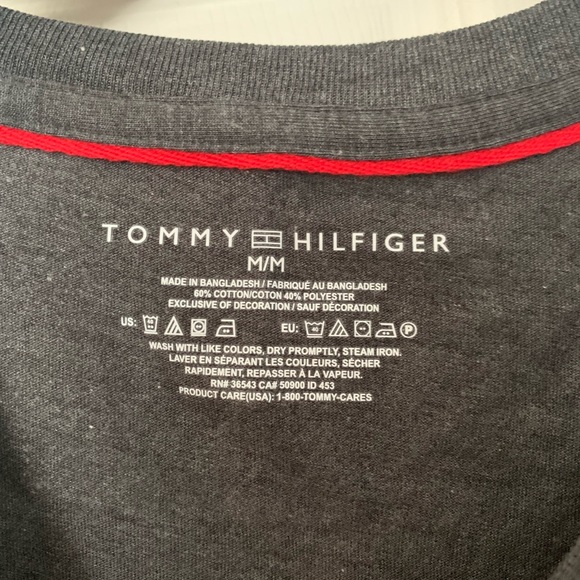 TOMMY HILFIGER
M/M
MADE IN BANGLADESH / FABRIQUÉ AU BANGLADESH
60% COTTON/COTON 40% POLYESTER
EXCLUSIVE OF DECORATION / SAUF DÉCORATION
US: EU: 40 P
WASH WITH LIKE COLORS, DRY PROMPTLY, STEAM IRON.
LAVER EN SÉPARANT LES COULEURS, SÉCHER
RAPIDEMENT, REPASSER À LA VAPEUR.
RN# 36543 CA# 50900 ID 453
PRODUCT CARE(USA): 1-800-TOMMY-CARES